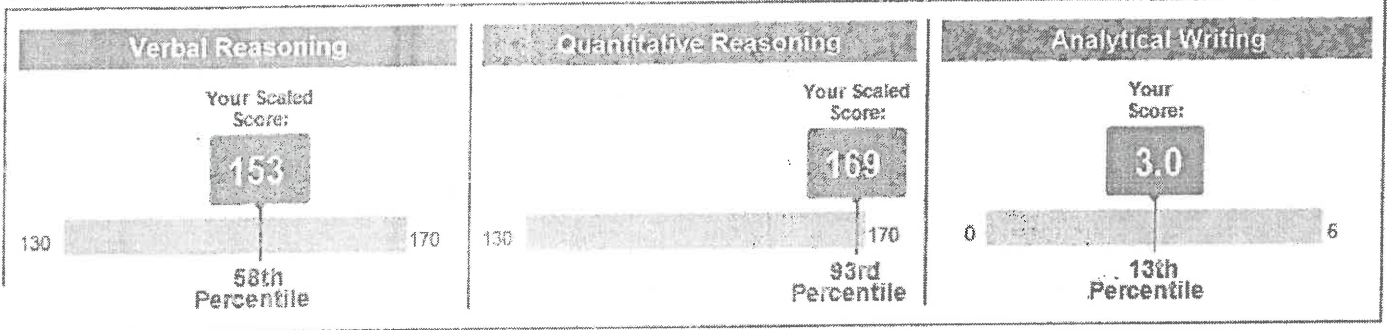 Verbal Reasoning
Your Scaled
Score:
153
130
170
58th
Percentile
Quantitative Reasoning
Your Scaled
Score:
169
130
170
93rd
Percentile
Analytical Writing
Your
Score:
3.0
0
6
13th
Percentile